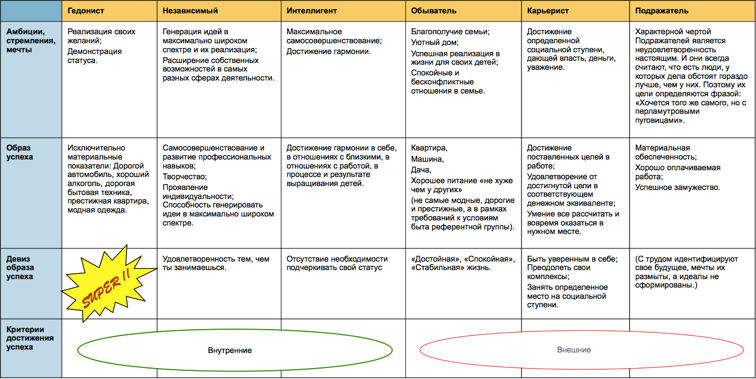 Гедонист
Независимый
Интеллигент
Обыватель
Карьерист
Подражатель
Амбиции,
стремления,
мечты
Реализация своих
желаний;
Демонстрация
статуса.
Генерация идей в
максимально широком
спектре и их реализация;
Расширение собственных
возможностей в самых
разных сферах деятельности.
Максимальное
самосовершенствование;
Достижение гармонии.
Благополучие семьи;
Уютный дом;
Успешная реализация в
жизни для своих детей;
Спокойные и
бесконфликтные
отношения в семье.
Достижение
определенной
социальной ступени,
дающей власть, деньги,
уважение.
Характерной чертой
Подражателей является
неудовлетворенность
настоящим. И они всегда
считают, что есть люди, у
которых дела обстоят гораздо
лучше, чем у них. Поэтому их
цели определяются фразой:
«Хочется того же самого, но с
перламутровыми
пуговицами».
Образ
успеха
Исключительно
материальные
показатели: Дорогой
автомобиль, хороший
алкоголь, дорогая
бытовая техника,
престижная квартира,
модная одежда.
Самосовершенствование и
развитие профессиональных
навыков;
Творчество;
Проявление
индивидуальности;
Способность генерировать
идеи в максимально широком
спектре.
Достижение гармонии в себе,
в отношениях с близкими, в
отношениях с работой, в
процессе и результате
выращивания детей.
Квартира,
Машина,
Дача,
Хорошее питание «не хуже
чем у других»
(не самые модные, дорогие
и престижные, а в рамках
требований к условиям
быта референтной группы).
Достижение
поставленных целей в
работе;
Удовлетворение от
достигнутой цели в
соответствующем
денежном эквиваленте;
Умение все рассчитать и
вовремя оказаться в
нужном месте.
Материальная
обеспеченность;
Хорошо оплачиваемая
работа;
Успешное замужество.
Девиз
образа
успеха
SUPER !!
Удовлетворенность тем, чем
ты занимаешься.
Отсутствие необходимости
подчеркивать свой статус
«Достойная», «Спокойная»,
«Стабильная» жизнь.
Быть уверенным в себе;
Преодолеть свои
комплексы;
Занять определенное
место на социальной
ступени.
(С трудом идентифицируют
свое будущее, мечты их
размыты, а идеалы не
сформированы.)
Критерии
достижения
успеха
Внутренние
Внешние